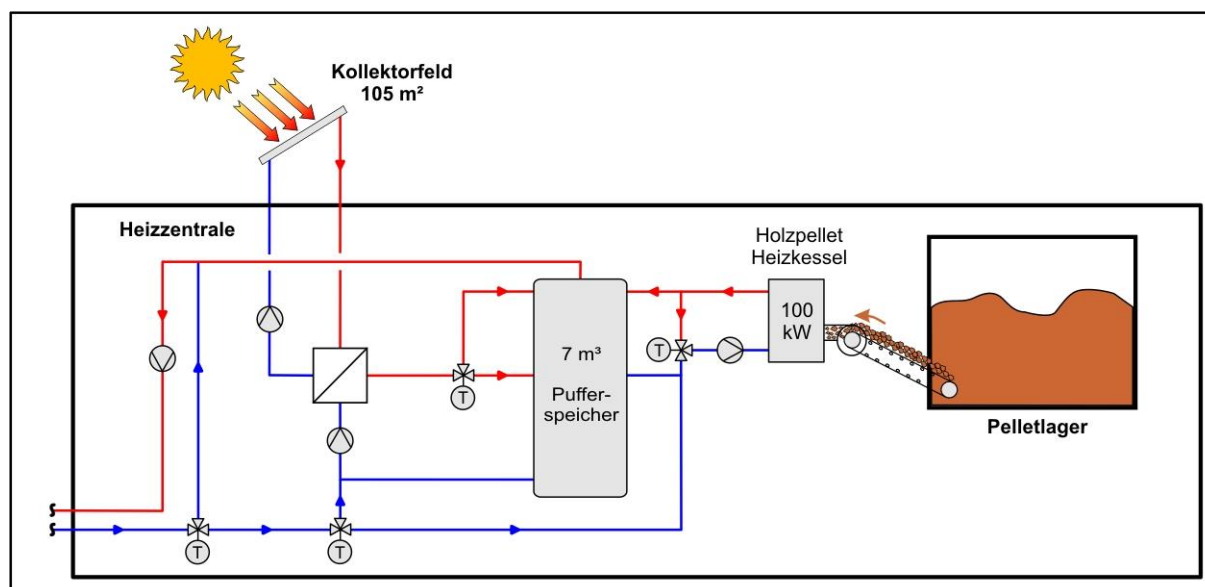 Kollektorfeld
105 m²
Heizzentrale
Holzpellet
Heizkessel
100
kW
7 m³
Puffer-
speicher
Pelletlager
T
T
T
T